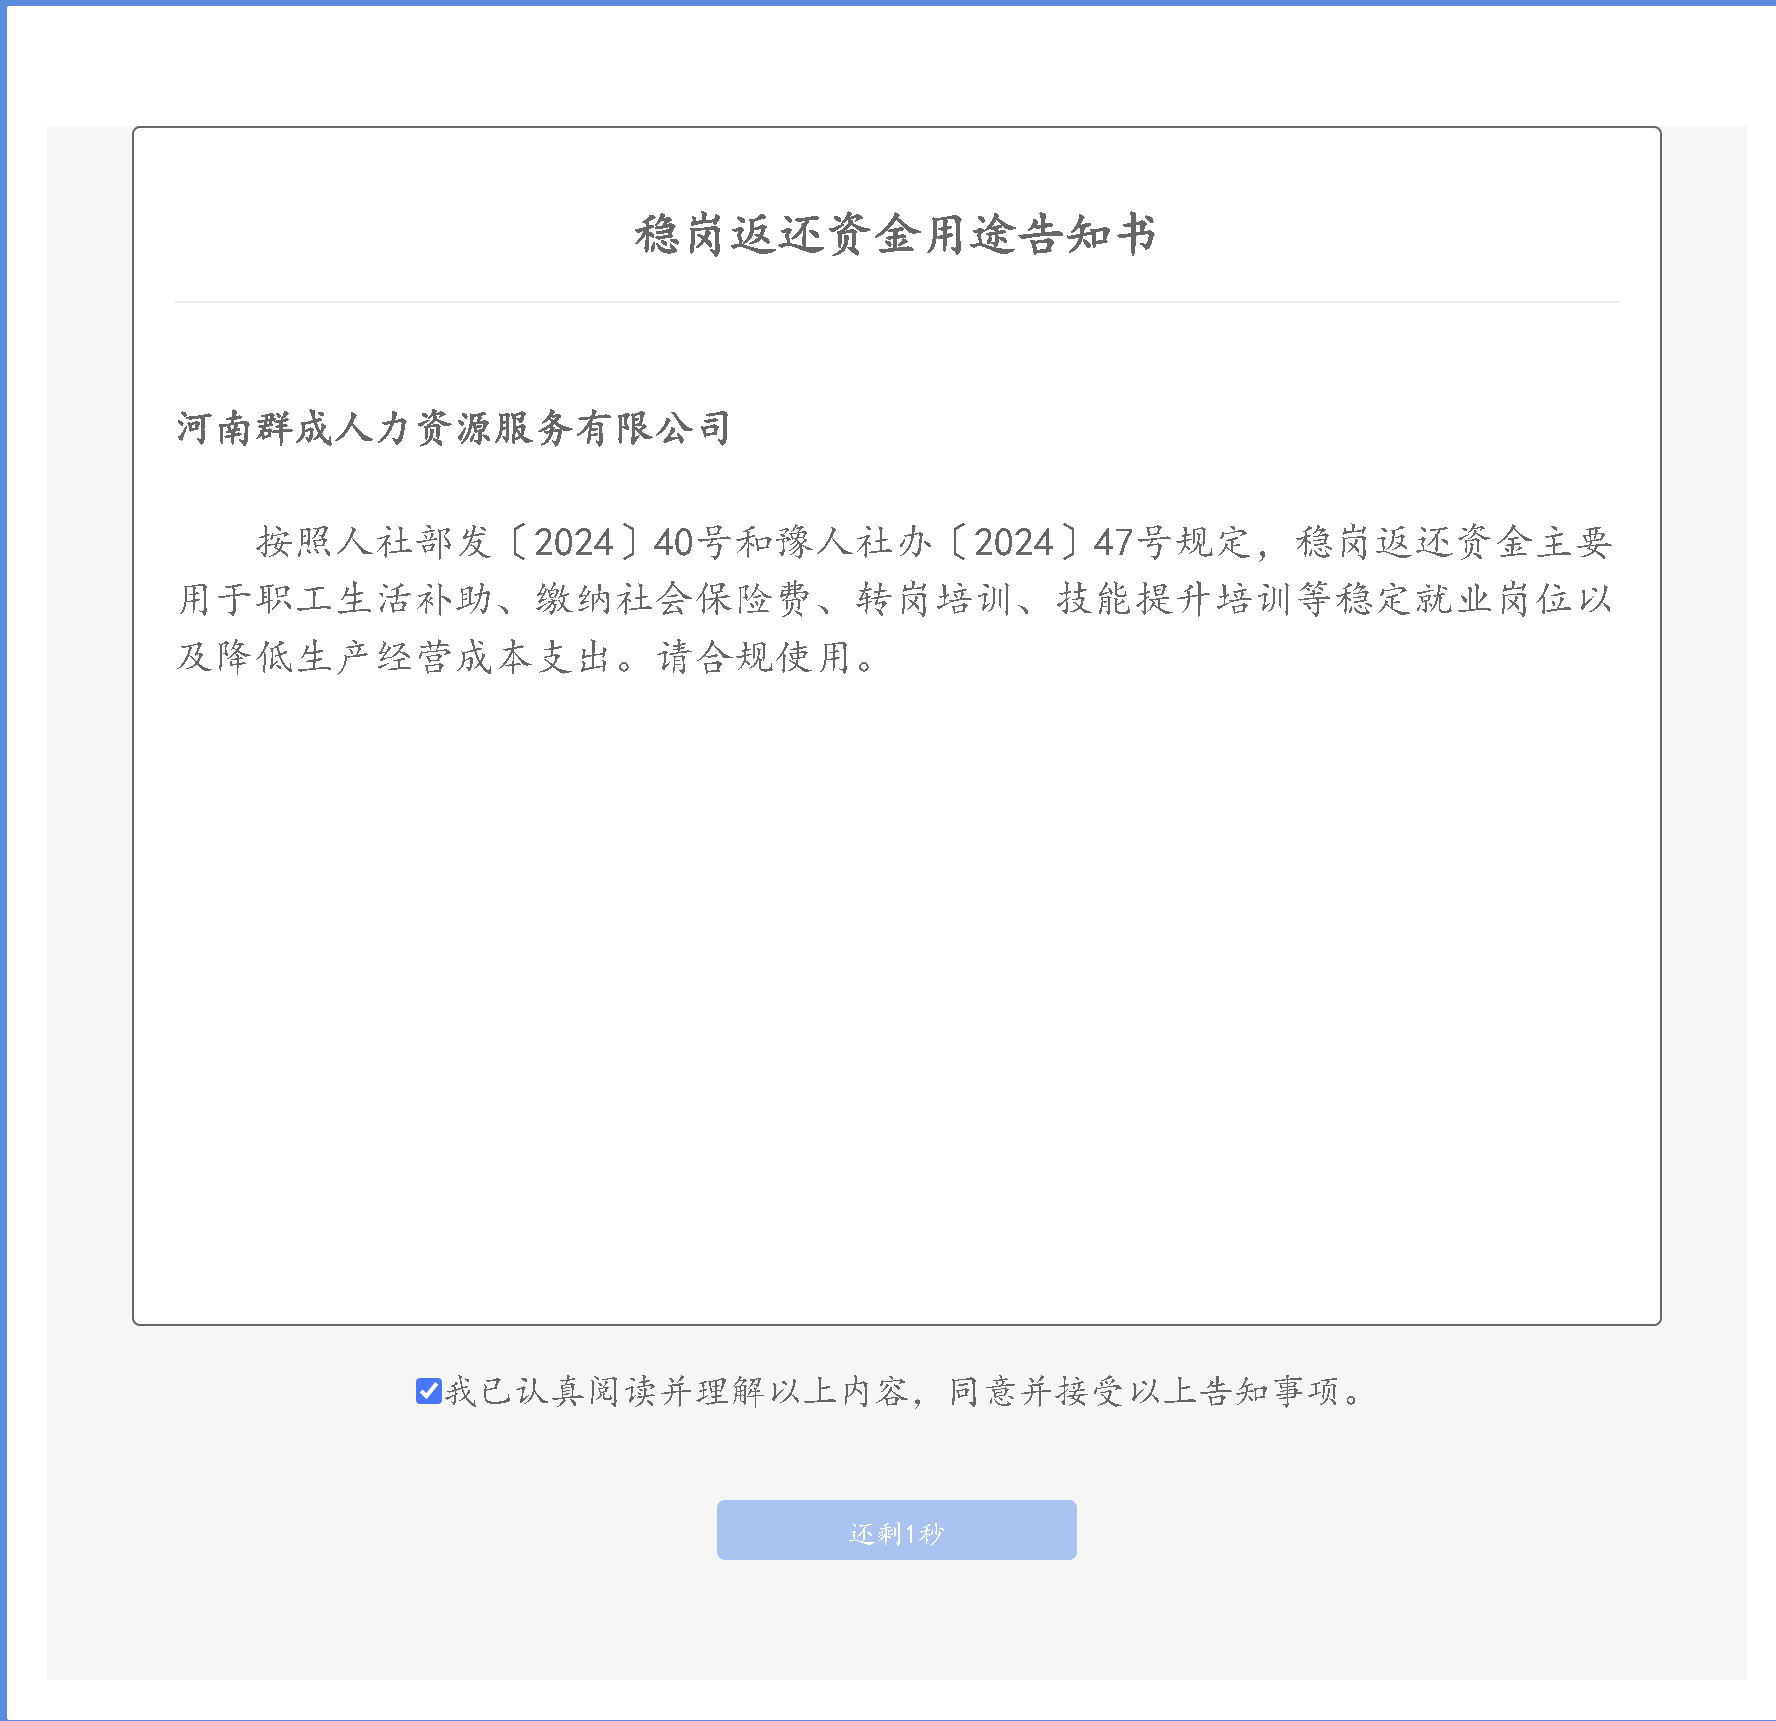 稳岗返还资金用途告知书
河南群成人力资源服务有限公司
按照人社部发〔2024〕40号和豫人社办〔2024〕47号规定，稳岗返还资金主要
用于职工生活补助、缴纳社会保险费、转岗培训、技能提升培训等稳定就业岗位以
及降低生产经营成本支出。请合规使用。
我已认真阅读并理解以上内容，同意并接受以上告知事项。
还剩1秒